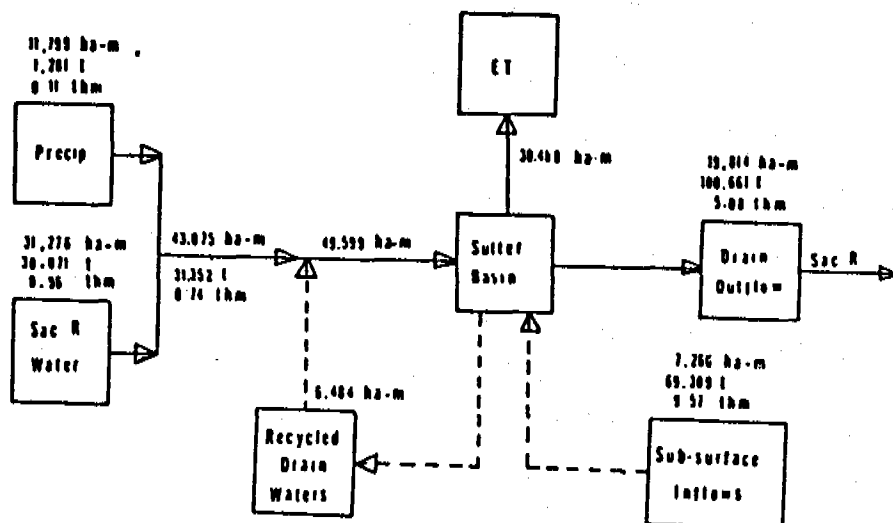 11,799 ha-m
1,281 t
0.11 thm
Precip
31,276 ha-m
30.071 t
0.96 thm
Sac R
Water
43.075 ha-m
31,352 t
0.74 thm
49.599 ha-m
ET
30.468 ha-m
Sutter
Basin
19,814 ha-m
100,661 t
5.08 thm
Drain
Outflow
Sac R
6,484 ha-m
Recycled
Drain
Waters
7,266 ha-m
69.309 t
9.57 thm
Sub-surface
Inflows